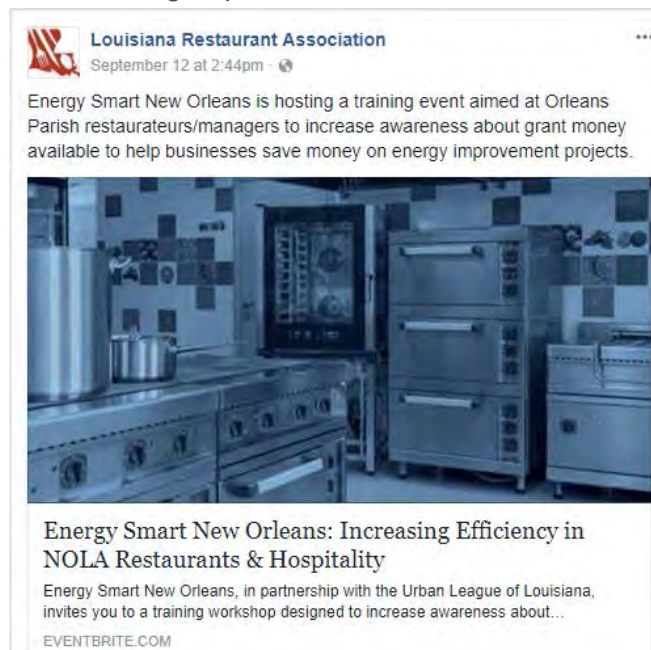 Louisiana Restaurant Association
September 12 at 2:44pm ·
Energy Smart New Orleans is hosting a training event aimed at Orleans
Parish restaurateurs/managers to increase awareness about grant money
available to help businesses save money on energy improvement projects.
Energy Smart New Orleans: Increasing Efficiency in
NOLA Restaurants & Hospitality
Energy Smart New Orleans, in partnership with the Urban League of Louisiana,
invites you to a training workshop designed to increase awareness about...
EVENTBRITE.COM